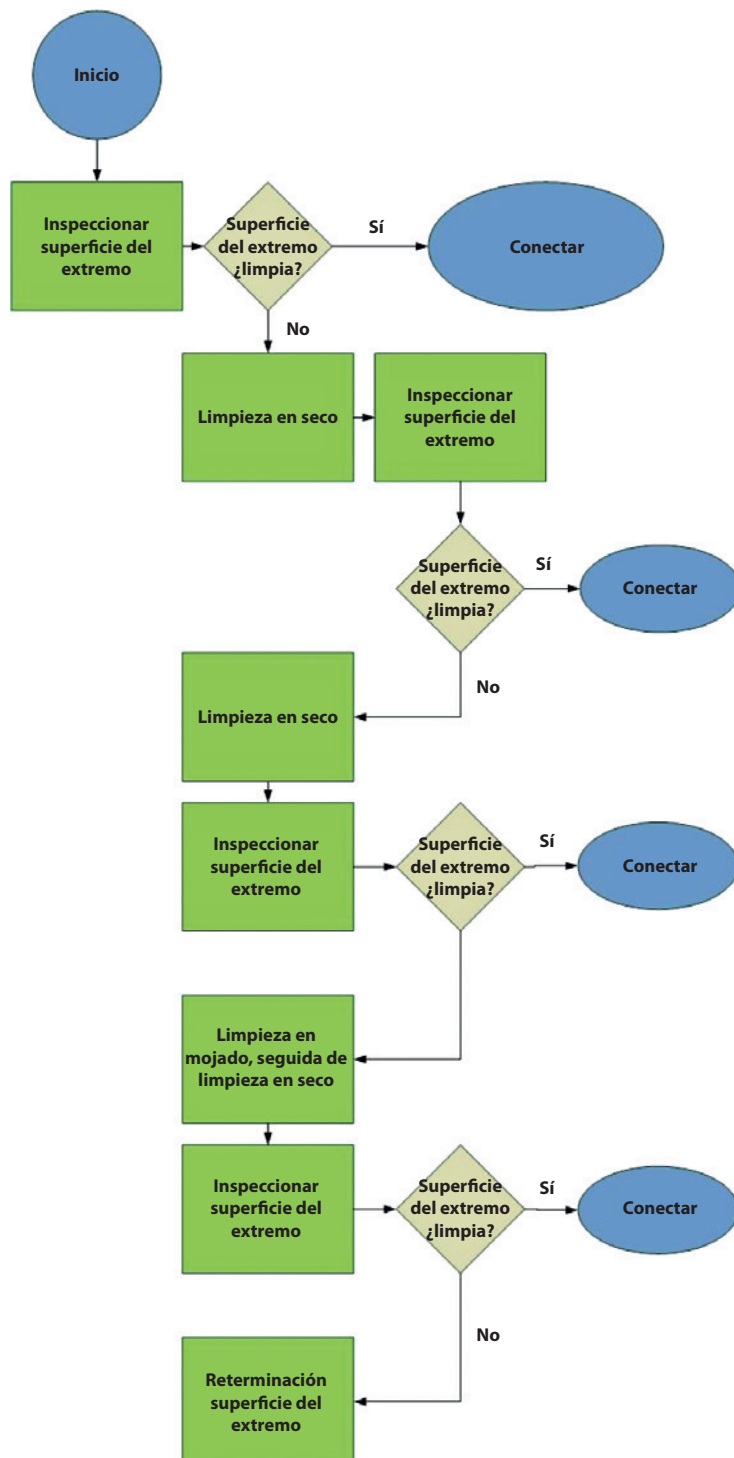 Inicio
Inspeccionar
superficie del
extremo
Superficie
del extremo
¿limpia?
Sí
Conectar
No
Limpieza en seco
Inspeccionar
superficie del
extremo
Superficie
del extremo
¿limpia?
Sí
Conectar
No
Limpieza en seco
Inspeccionar
superficie del
extremo
Superficie
del extremo
¿limpia?
Sí
Conectar
Limpieza en
mojado, seguida de
limpieza en seco
Inspeccionar
superficie del
extremo
Superficie
del extremo
¿limpia?
Sí
Conectar
No
Reterminación
superficie del
extremo